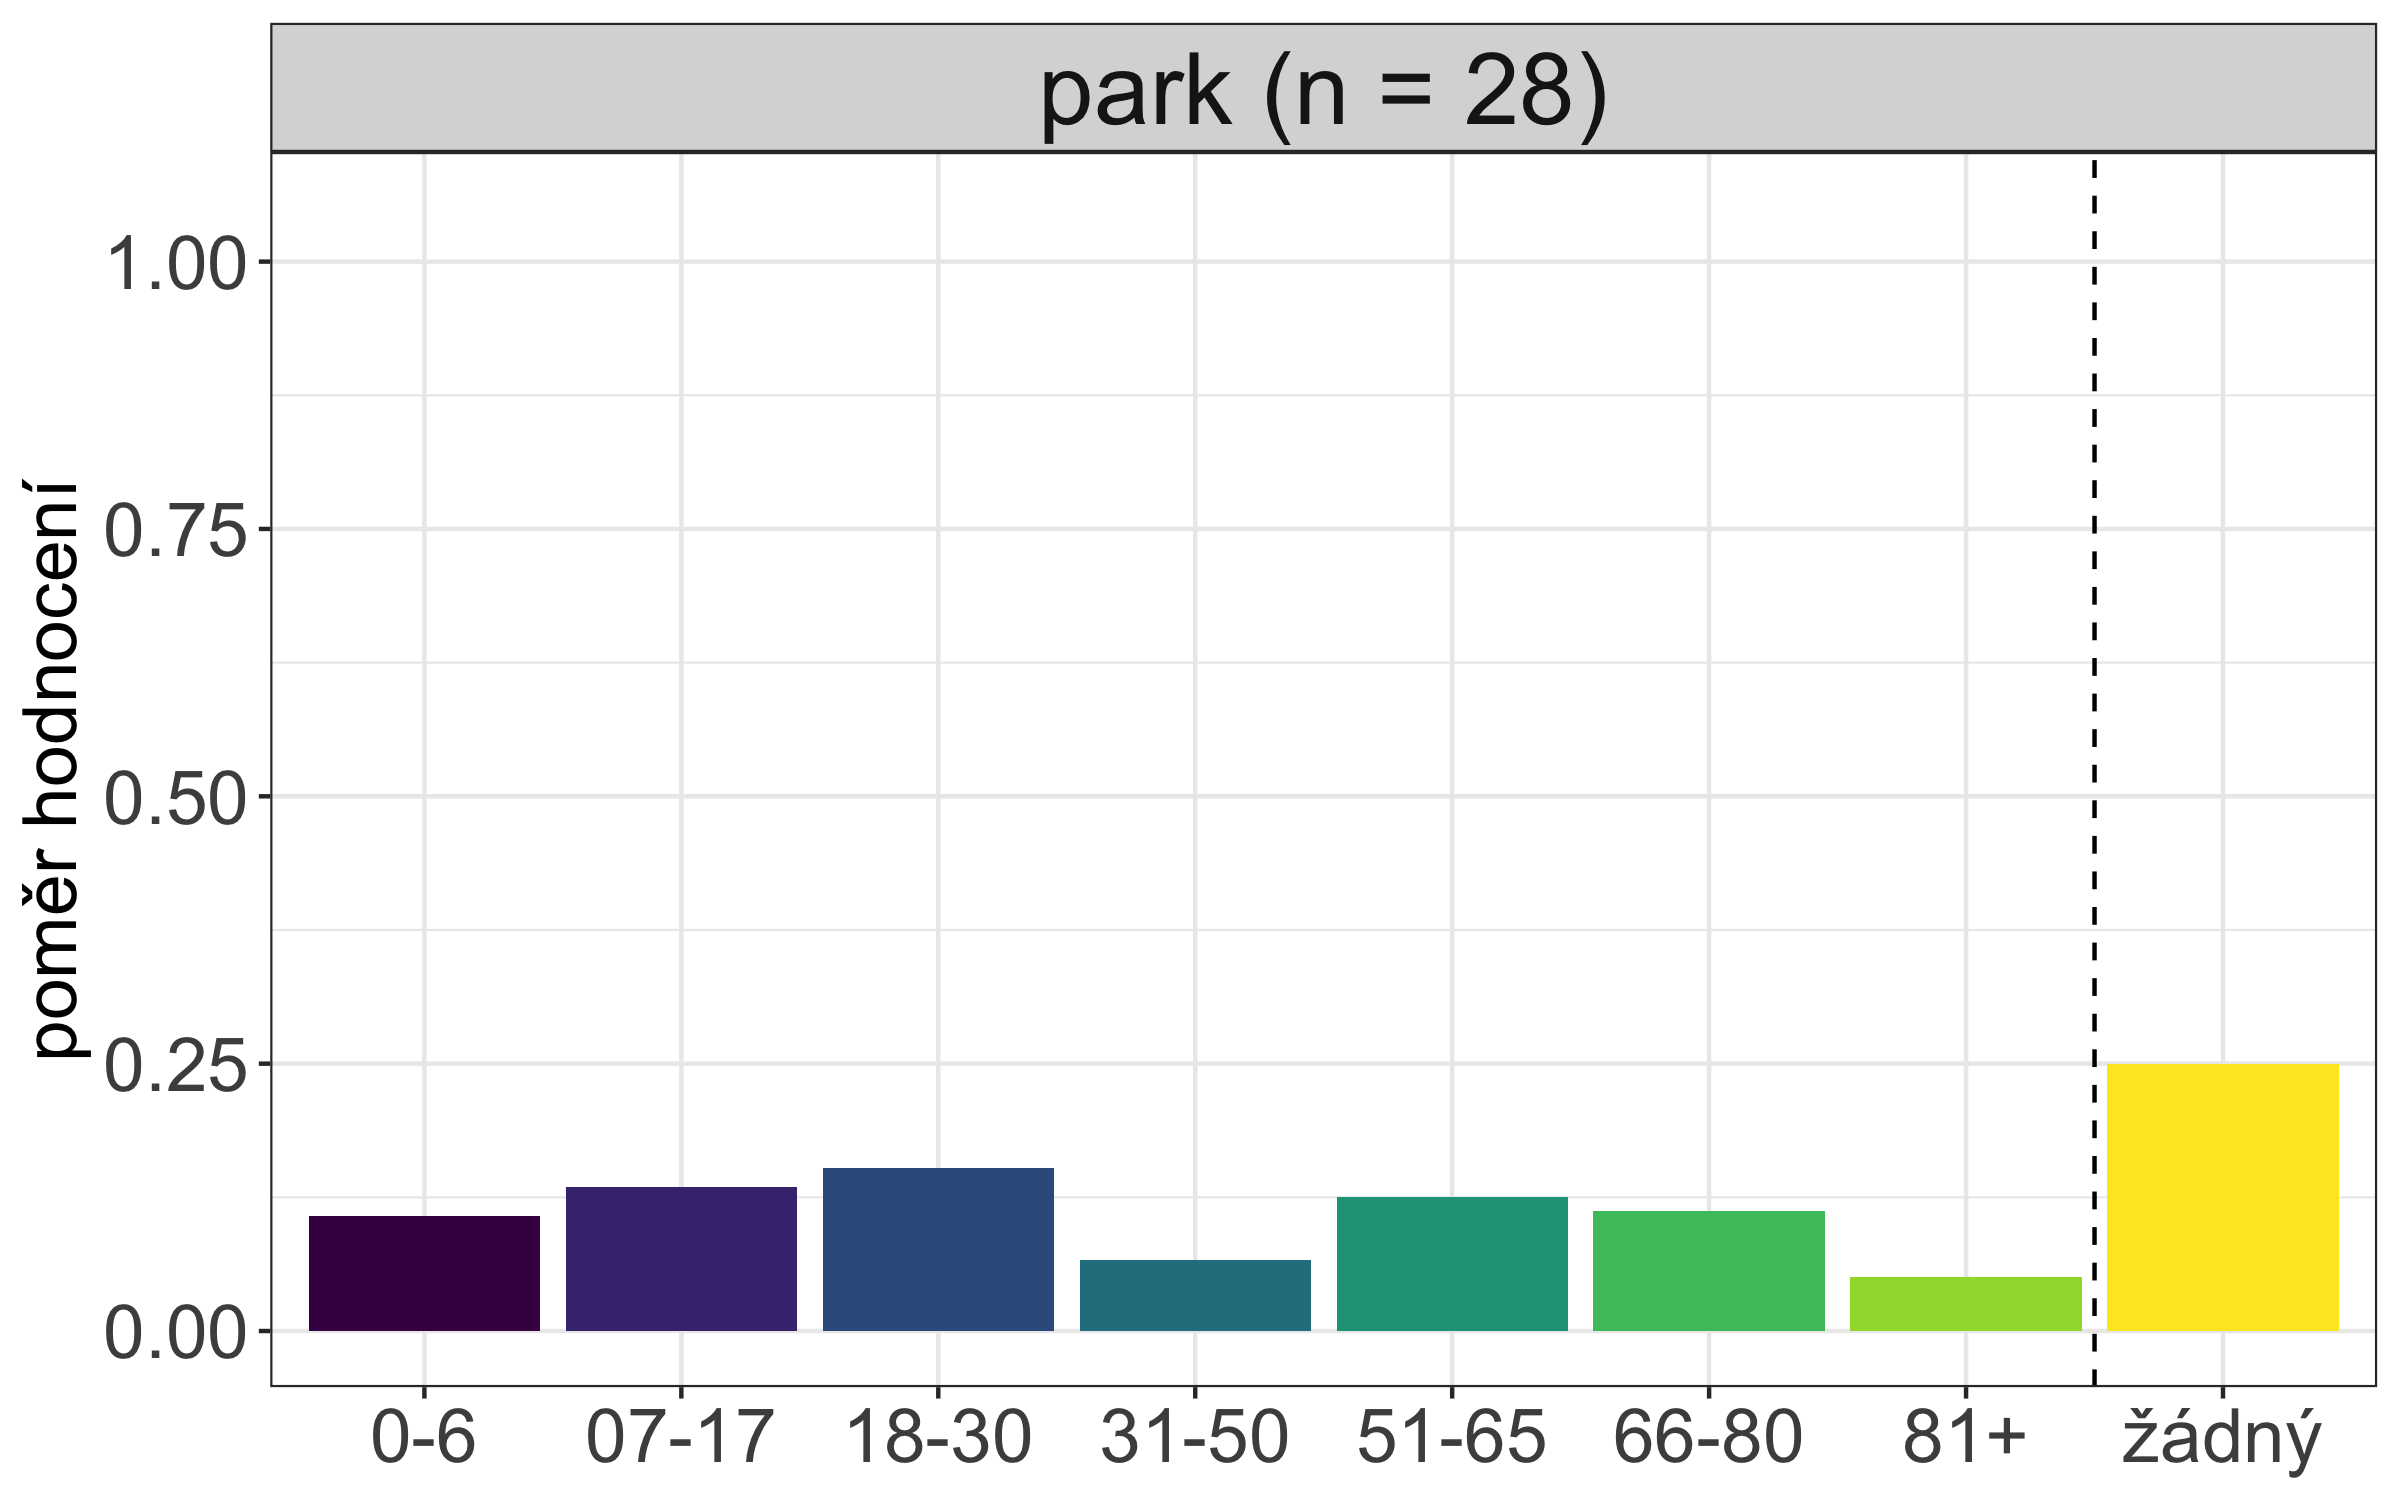 park (n = 28)
poměr hodnocení
1.00
0.75
0.50
0.25
0.00
0-6 07-17 18-30 31-50 51-65 66-80 81+ žádný